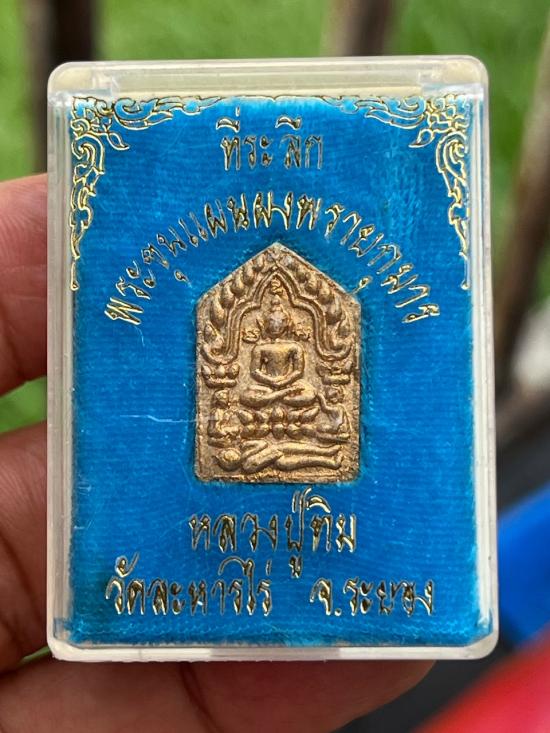 ที่ระลึก
พระขุนแผนผงพรายกุมาร
หลวงปู่ทิม
วัดละหารไร่ จ.ระยอง